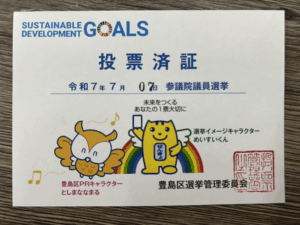 SUSTAINABLE
DEVELOPMENT GOALS
投票済証
令和7年7月 07日 参議院議員選挙
未来をつくる
あなたの1票大切に
選挙イメージキャラクター
めいすいくん
豊島区PRキャラクター
としまななまる
豊島区選挙管理委員会